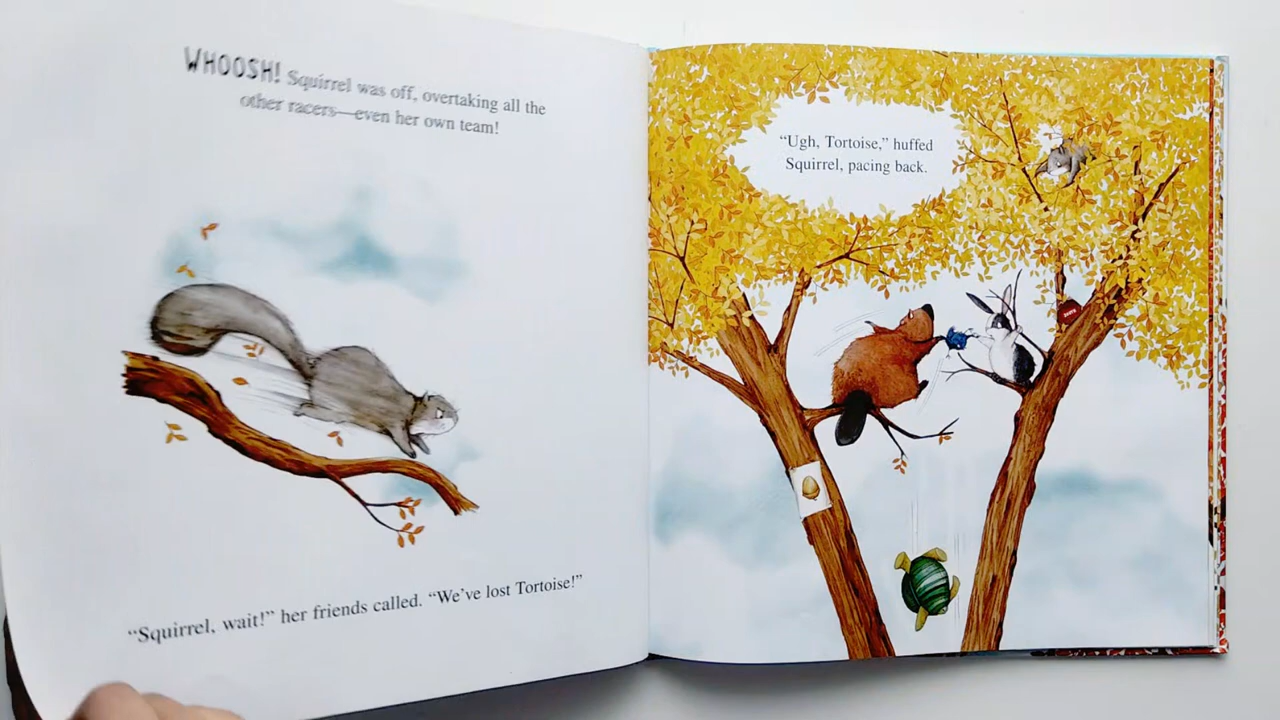 WHOOSH! Squirrel was off, overtaking all the
other racers—even her own team!
“Squirrel, wait!” her friends called. “We’ve lost Tortoise!”
“Ugh, Tortoise,” huffed
Squirrel, pacing back.